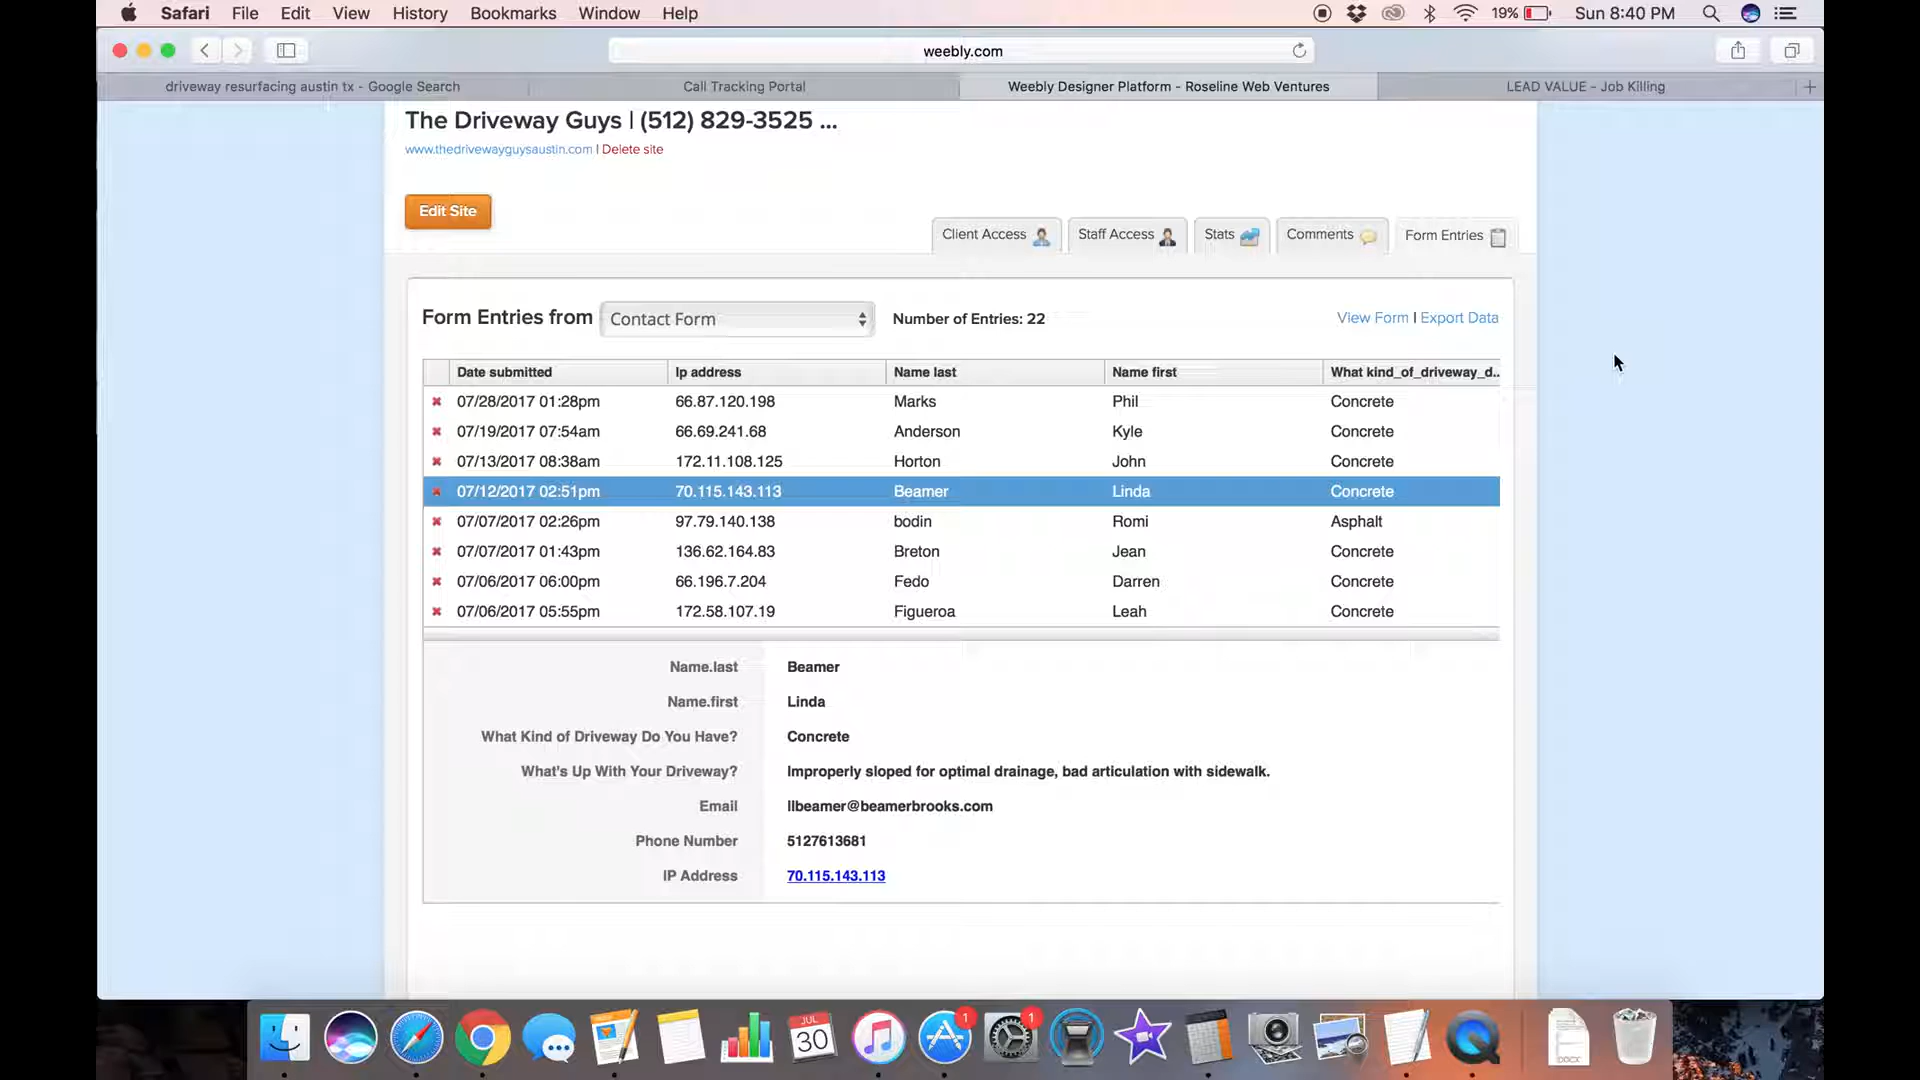 Safari File Edit View History Bookmarks Window Help 19% Sun 8:40 PM
weebly.com
driveway resurfacing austin tx - Google Search Call Tracking Portal Weebly Designer Platform - Roseline Web Ventures LEAD VALUE - Job Killing +
The Driveway Guys | (512) 829-3525 ...
www.thedrivewayguysaustin.com | Delete site
Edit Site
Client Access Staff Access Stats Comments Form Entries
Form Entries from Contact Form Number of Entries: 22 View Form | Export Data
Date submitted Ip address Name last Name first What kind_of_driveway_d..
07/28/2017 01:28pm 66.87.120.198 Marks Phil Concrete
07/19/2017 07:54am 66.69.241.68 Anderson Kyle Concrete
07/13/2017 08:38am 172.11.108.125 Horton John Concrete
07/12/2017 02:51pm 70.115.143.113 Beamer Linda Concrete
07/07/2017 02:26pm 97.79.140.138 bodin Romi Asphalt
07/07/2017 01:43pm 136.62.164.83 Breton Jean Concrete
07/06/2017 06:00pm 66.196.7.204 Fedo Darren Concrete
07/06/2017 05:55pm 172.58.107.19 Figueroa Leah Concrete
Name.last Beamer
Name.first Linda
What Kind of Driveway Do You Have? Concrete
What's Up With Your Driveway? Improperly sloped for optimal drainage, bad articulation with sidewalk.
Email llbeamer@beamerbrooks.com
Phone Number 5127613681
IP Address 70.115.143.113
JUL
30
1
1
DOCX